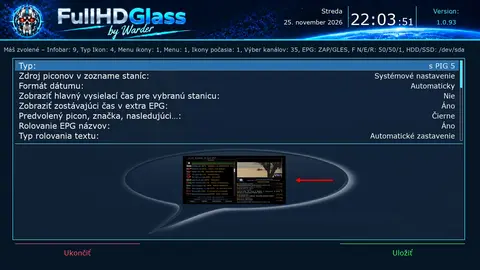 FullHDGlass
by Warder
Streda
25. november 2026
22:03:51
Version:
1.0.93
Máš zvolené – Infobar: 9, Typ Ikon: 4, Menu ikony: 1, Menu: 1, Ikony počasia: 1, Výber kanálov: 35, EPG: ZAP/GLES, F N/E/R: 50/50/1, HDD/SSD: /dev/sda
Typ: s PIG 5
Zdroj piconov v zozname staníc: Systémové nastavenie
Formát dátumu: Automaticky
Zobraziť hlavný vysielací čas pre vybranú stanicu: Nie
Zobraziť zostávajúci čas v extra EPG: Áno
Predvolený picon, značka, nasledujúci...: Čierne
Rolovanie EPG názvov: Áno
Typ rolovania textu: Automatické zastavenie
Ukončiť
Uložiť